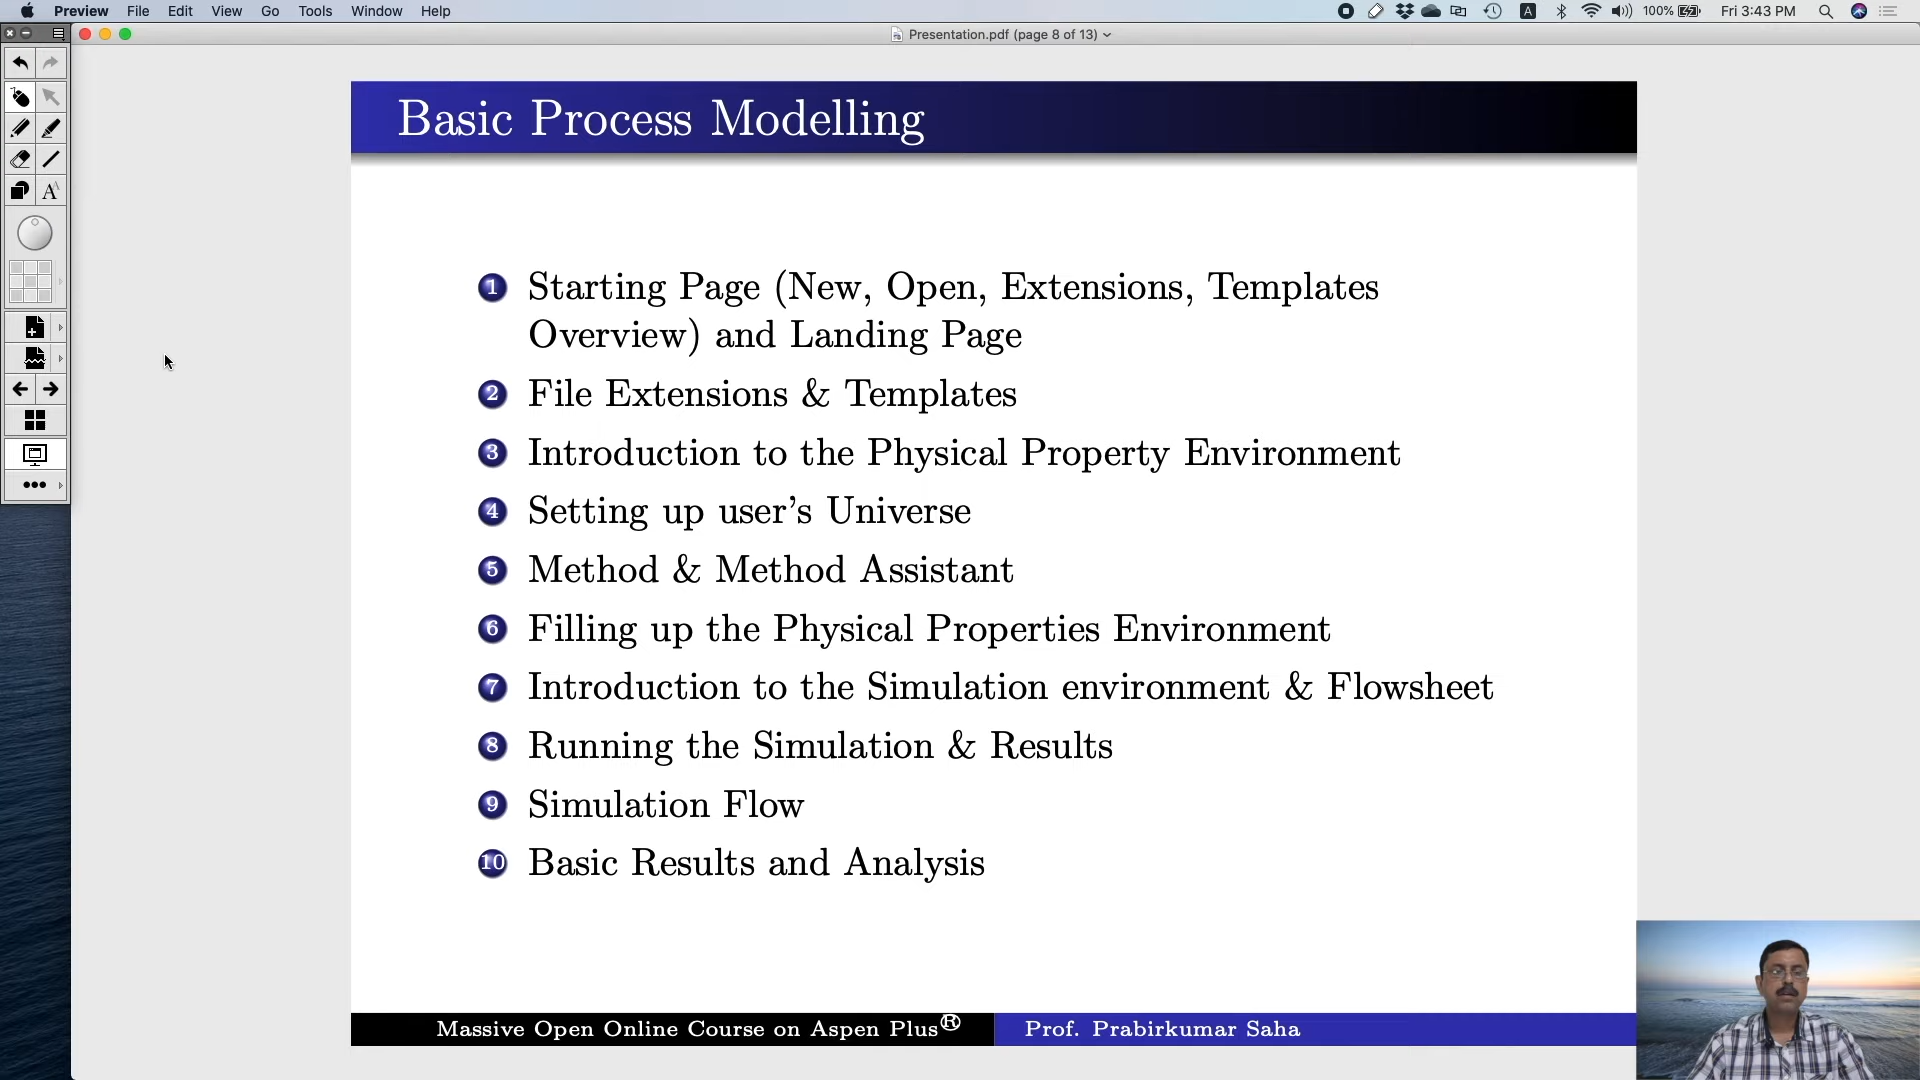 Preview File Edit View Go Tools Window Help
A
100%
Fri 3:43 PM
Presentation.pdf (page 8 of 13)
A
Basic Process Modelling
1 Starting Page (New, Open, Extensions, Templates
Overview) and Landing Page
2 File Extensions & Templates
3 Introduction to the Physical Property Environment
4 Setting up user's Universe
5 Method & Method Assistant
6 Filling up the Physical Properties Environment
7 Introduction to the Simulation environment & Flowsheet
8 Running the Simulation & Results
9 Simulation Flow
10 Basic Results and Analysis
Massive Open Online Course on Aspen Plus® Prof. Prabirkumar Saha